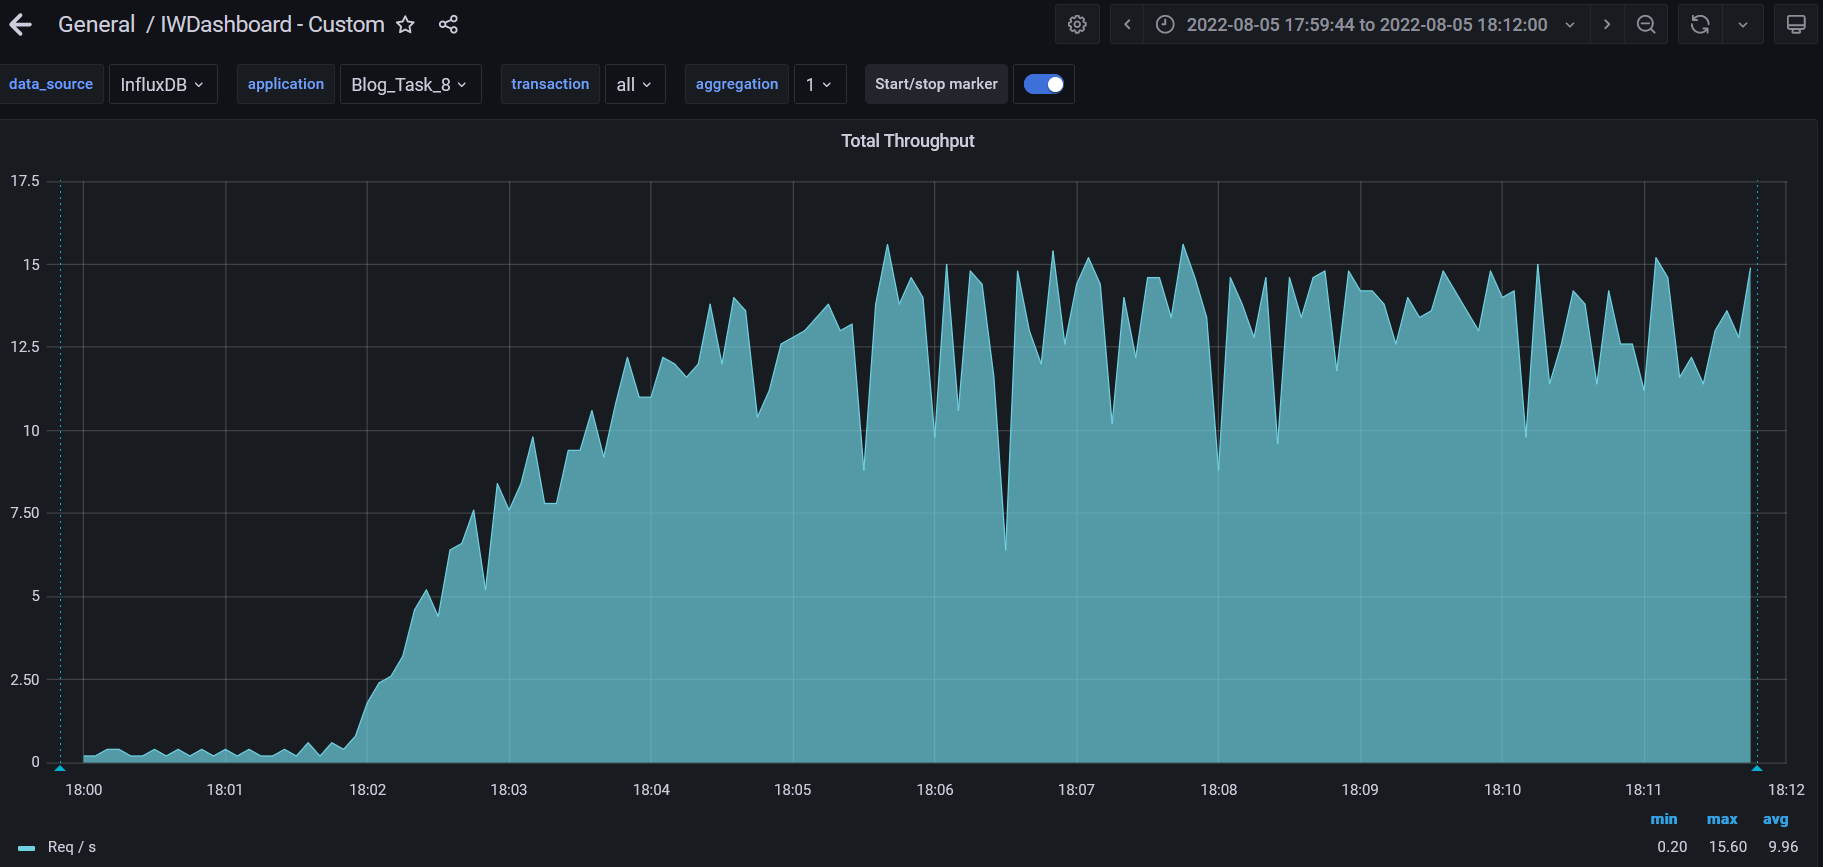 General / IWDashboard - Custom
2022-08-05 17:59:44 to 2022-08-05 18:12:00
data_source InfluxDB application Blog_Task_8 transaction all aggregation 1 Start/stop marker
Total Throughput
17.5
15
12.5
10
7.50
5
2.50
0
18:00 18:01 18:02 18:03 18:04 18:05 18:06 18:07 18:08 18:09 18:10 18:11 18:12
min max avg
Req / s 0.20 15.60 9.96